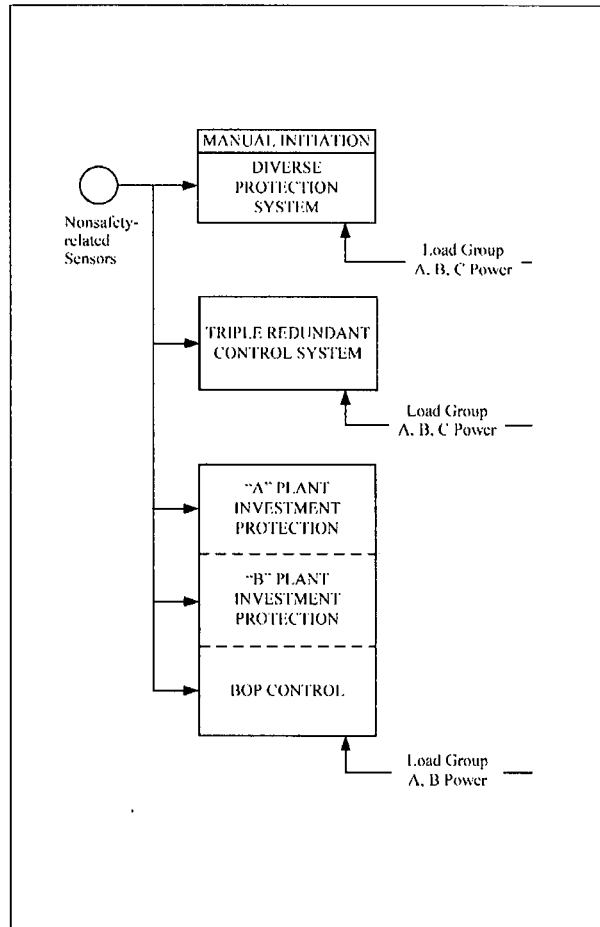 MANUAL INITIATION
DIVERSE
PROTECTION
SYSTEM
Nonsafety-
related
Sensors
Load Group
A, B, C Power
TRIPLE REDUNDANT
CONTROL SYSTEM
Load Group
A, B, C Power
"A" PLANT
INVESTMENT
PROTECTION
"B" PLANT
INVESTMENT
PROTECTION
BOP CONTROL
Load Group
A, B Power